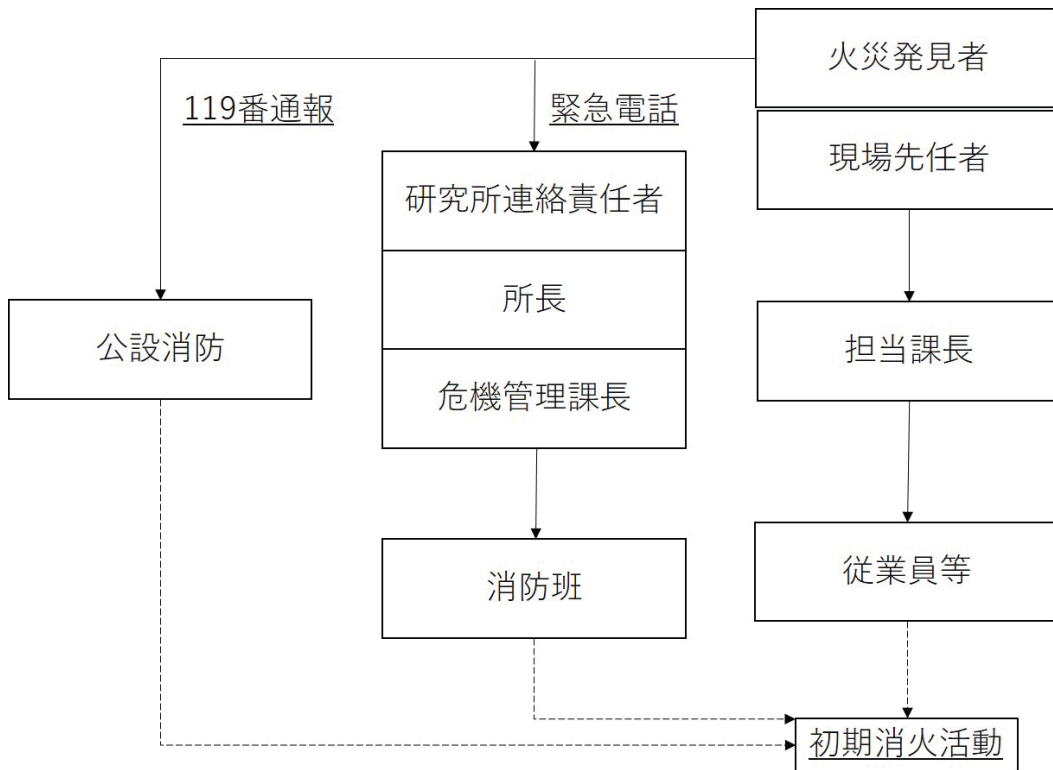 火災発見者
119番通報
緊急電話
現場先任者
研究所連絡責任者
所長
公設消防
担当課長
危機管理課長
消防班
従業員等
初期消火活動